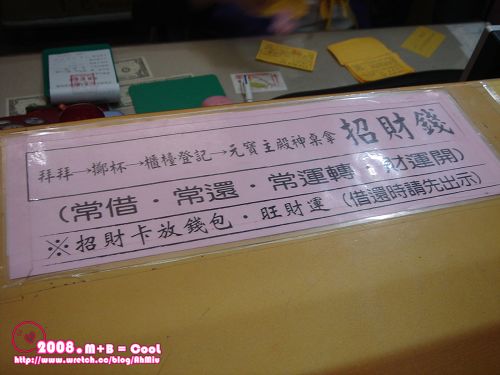 拜拜→擲杯→櫃檯登記→元寶主殿神桌拿 招財錢
(常借・常還・常運轉・財運開)
※招財卡放錢包・旺財運(借還時請先出示)
2008. M+B = Cool
http://www.wretch.cc/blog/AhMiu